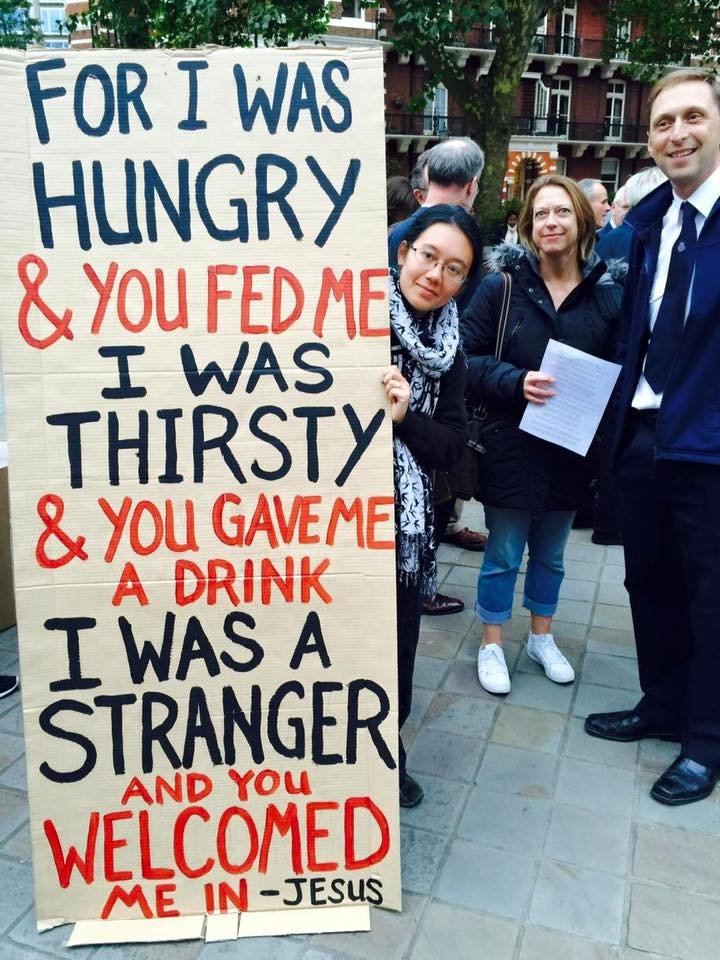 FOR I WAS
HUNGRY
& YOU FED ME
I WAS
THIRSTY
& YOU GAVE ME
A DRINK
I WAS A
STRANGER
AND YOU
WELCOMED
ME IN - JESUS